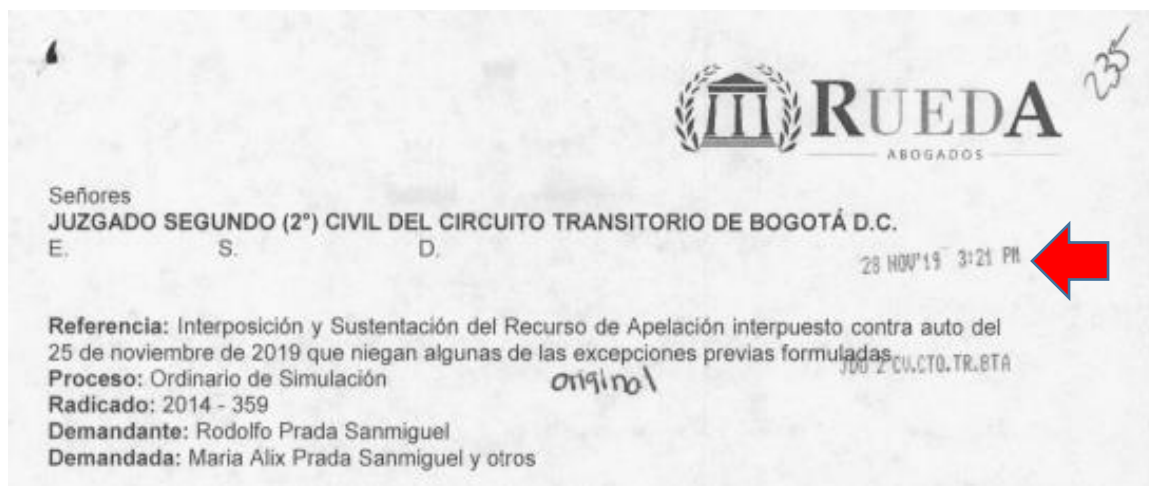 235
RUEDA
ABOGADOS
Señores
JUZGADO SEGUNDO (2°) CIVIL DEL CIRCUITO TRANSITORIO DE BOGOTÁ D.C.
E. S. D.
28 NOV'19 3:21 PM
Referencia: Interposición y Sustentación del Recurso de Apelación interpuesto contra auto del
25 de noviembre de 2019 que niegan algunas de las excepciones previas formuladas.
JDO 2 CV.CTO.TR.BTA
Proceso: Ordinario de Simulación
original
Radicado: 2014 - 359
Demandante: Rodolfo Prada Sanmiguel
Demandada: Maria Alix Prada Sanmiguel y otros